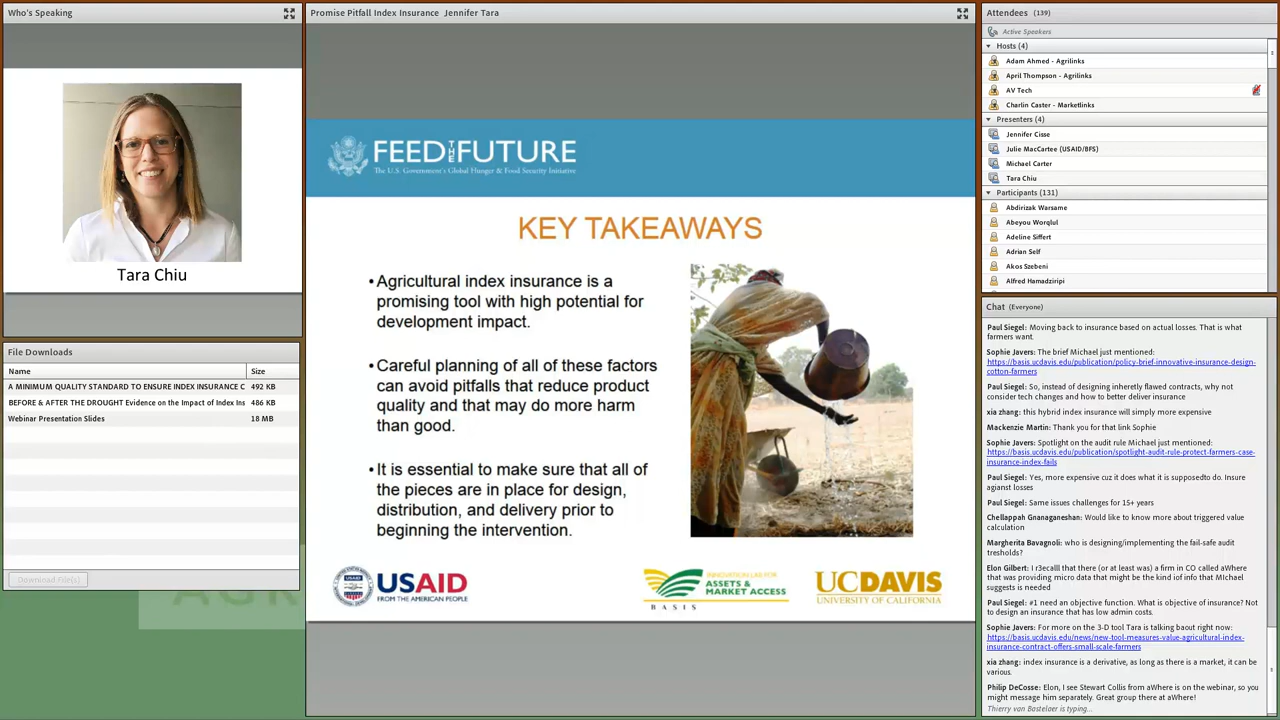 Who's Speaking
Tara Chiu
File Downloads
Name
Size
A MINIMUM QUALITY STANDARD TO ENSURE INDEX INSURANCE C
492 KB
BEFORE & AFTER THE DROUGHT Evidence on the Impact of Index Ins
486 KB
Webinar Presentation Slides
18 MB
Download File(s)
Promise Pitfall Index Insurance Jennifer Tara
FEED THE FUTURE
The U.S. Government's Global Hunger & Food Security Initiative
KEY TAKEAWAYS
•Agricultural index insurance is a
promising tool with high potential for
development impact.
•Careful planning of all of these factors
can avoid pitfalls that reduce product
quality and that may do more harm
than good.
•It is essential to make sure that all of
the pieces are in place for design,
distribution, and delivery prior to
beginning the intervention.
USAID
FROM THE AMERICAN PEOPLE
BASIS
INNOVATION LAB FOR
ASSETS &
MARKET ACCESS
UCDAVIS
UNIVERSITY OF CALIFORNIA
Attendees (139)
Active Speakers
Hosts (4)
Adam Ahmed - Agrilinks
April Thompson - Agrilinks
AV Tech
Charlin Caster - Marketlinks
Presenters (4)
Jennifer Cisse
Julie MacCartee (USAID/BFS)
Michael Carter
Tara Chiu
Participants (131)
Abdirizak Warsame
Abeyou Worqlul
Adeline Siffert
Adrian Self
Akos Szebeni
Alfred Hamadziripi
Chat (Everyone)
Paul Siegel: Moving back to insurance based on actual losses. That is what
farmers want.
Sophie Javers: The brief Michael just mentioned:
https://basis.ucdavis.edu/publication/policy-brief-innovative-insurance-design-
cotton-farmers
Paul Siegel: So, instead of designing inheretly flawed contracts, why not
consider tech changes and how to better deliver insurance
xia zhang: this hybrid index insurance will simply more expensive
Mackenzie Martin: Thank you for that link Sophie
Sophie Javers: Spotlight on the audit rule Michael just mentioned:
https://basis.ucdavis.edu/publication/spotlight-audit-rule-protect-farmers-case-
insurance-index-fails
Paul Siegel: Yes, more expensive cuz it does what it is supposedto do. Insure
agianst losses
Paul Siegel: Same issues challenges for 15+ years
Chellappah Gnanaganeshan: Would like to know more about triggered value
calculation
Margherita Bavagnoli: who is designing/implementing the fail-safe audit
tresholds?
Elon Gilbert: I r3ecalll that there (or at least was) a firm in CO called aWhere
that was providing micro data that might be the kind iof info that MIchael
suggests is needed
Paul Siegel: #1 need an objective function. What is objective of insurance? Not
to design an insurance that has low admin costs.
Sophie Javers: For more on the 3-D tool Tara is talking bacout right now:
https://basis.ucdavis.edu/news/new-tool-measures-value-agricultural-index-
insurance-contract-offers-small-scale-farmers
xia zhang: index insurance is a derivative, as long as there is a market, it can be
various.
Philip DeCosse: Elon, I see Stewart Collis from aWhere is on the webinar, so you
might message him separately. Great group there at aWhere!
Thierry van Bastelaer is typing...